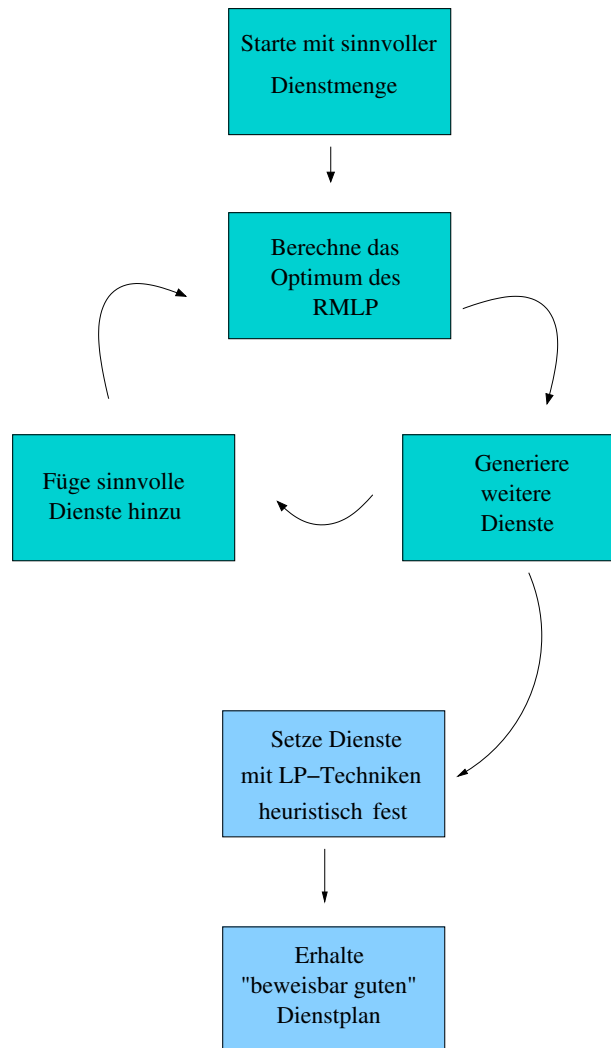 Starte mit sinnvoller
Dienstmenge
Berechne das
Optimum des
RMLP
Füge sinnvolle
Dienste hinzu
Generiere
weitere
Dienste
Setze Dienste
mit LP−Techniken
heuristisch fest
Erhalte
"beweisbar guten"
Dienstplan